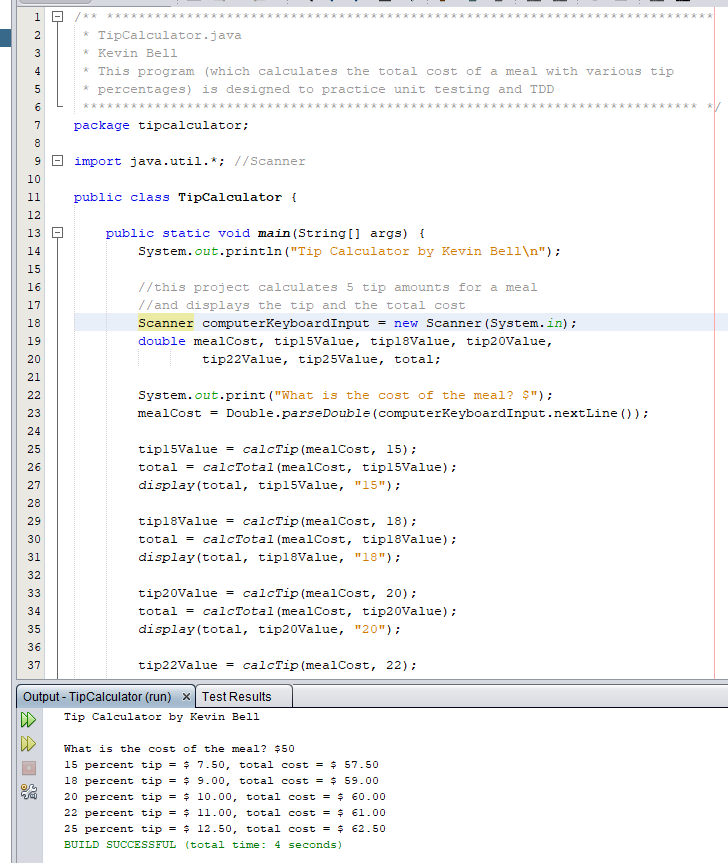 1 /** *****************************************************************************
2 * TipCalculator.java
3 * Kevin Bell
4 * This program (which calculates the total cost of a meal with various tip
5 * percentages) is designed to practice unit testing and TDD
6 ***************************************************************************** */
7 package tipcalculator;
8
9 import java.util.*; //Scanner
10
11 public class TipCalculator {
12
13 public static void main(String[] args) {
14 System.out.println("Tip Calculator by Kevin Bell\n");
15
16 //this project calculates 5 tip amounts for a meal
17 //and displays the tip and the total cost
18 Scanner computerKeyboardInput = new Scanner(System.in);
19 double mealCost, tip15Value, tip18Value, tip20Value,
20 tip22Value, tip25Value, total;
21
22 System.out.print("What is the cost of the meal? $");
23 mealCost = Double.parseDouble(computerKeyboardInput.nextLine());
24
25 tip15Value = calcTip(mealCost, 15);
26 total = calcTotal(mealCost, tip15Value);
27 display(total, tip15Value, "15");
28
29 tip18Value = calcTip(mealCost, 18);
30 total = calcTotal(mealCost, tip18Value);
31 display(total, tip18Value, "18");
32
33 tip20Value = calcTip(mealCost, 20);
34 total = calcTotal(mealCost, tip20Value);
35 display(total, tip20Value, "20");
36
37 tip22Value = calcTip(mealCost, 22);
Output - TipCalculator (run) × Test Results
Tip Calculator by Kevin Bell
What is the cost of the meal? $50
15 percent tip = $ 7.50, total cost = $ 57.50
18 percent tip = $ 9.00, total cost = $ 59.00
20 percent tip = $ 10.00, total cost = $ 60.00
22 percent tip = $ 11.00, total cost = $ 61.00
25 percent tip = $ 12.50, total cost = $ 62.50
BUILD SUCCESSFUL (total time: 4 seconds)